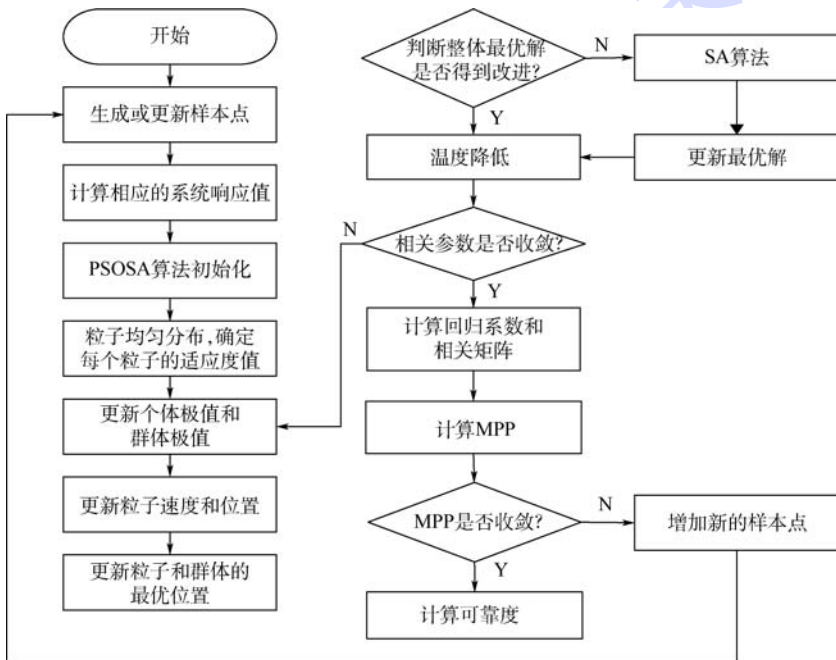 开始
生成或更新样本点
计算相应的系统响应值
PSOSA算法初始化
粒子均匀分布,确定
每个粒子的适应度值
更新个体极值和
群体极值
更新粒子速度和位置
更新粒子和群体的
最优位置
判断整体最优解
是否得到改进?
N
SA算法
Y
温度降低
更新最优解
N
相关参数是否收敛?
Y
计算回归系数和
相关矩阵
计算MPP
MPP是否收敛?
N
增加新的样本点
Y
计算可靠度